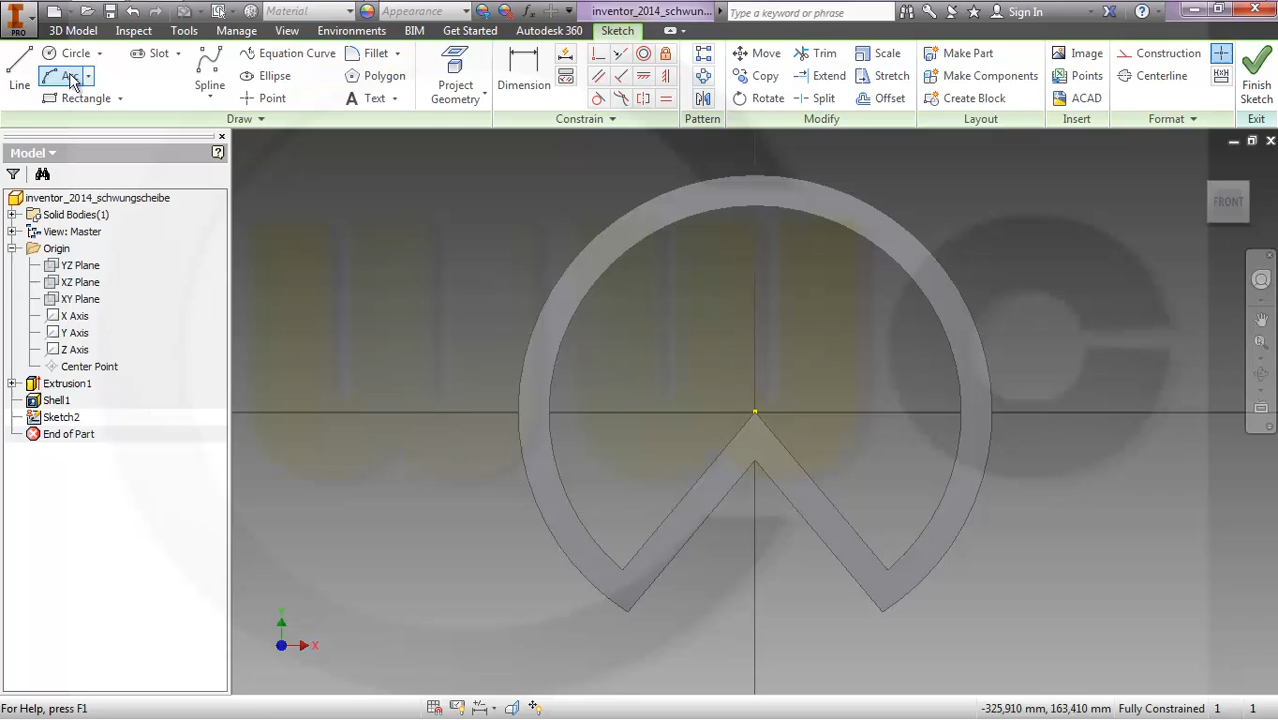 PRO
Material
Appearance
inventor_2014_schwun...
Type a keyword or phrase
Sign In
3D Model
Inspect
Tools
Manage
View
Environments
BIM
Get Started
Autodesk 360
Sketch
Line
Circle
Rectangle
Slot
Spline
Equation Curve
Ellipse
Point
Fillet
Polygon
Text
Project
Geometry
Dimension
Move
Copy
Rotate
Trim
Extend
Split
Scale
Stretch
Offset
Make Part
Make Components
Create Block
Image
Points
ACAD
Construction
Centerline
Finish
Sketch
Draw
Constrain
Pattern
Modify
Layout
Insert
Format
Exit
Model
inventor_2014_schwungscheibe
Solid Bodies(1)
View: Master
Origin
YZ Plane
XZ Plane
XY Plane
X Axis
Y Axis
Z Axis
Center Point
Extrusion1
Shell1
Sketch2
End of Part
FRONT
Y
X
For Help, press F1
-325,910 mm, 163,410 mm
Fully Constrained
1
1